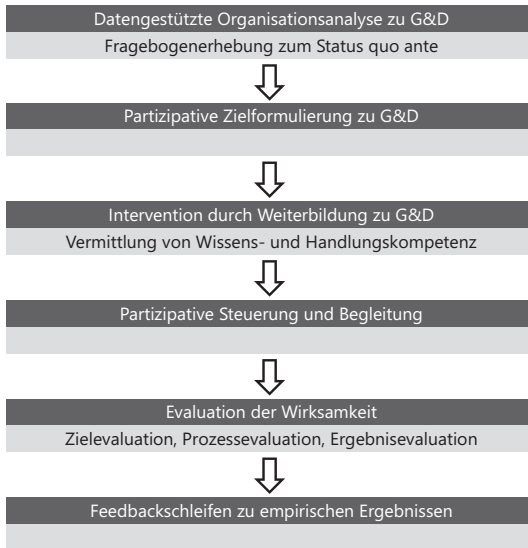 Datengestützte Organisationsanalyse zu G&D
Fragebogenerhebung zum Status quo ante
Partizipative Zielformulierung zu G&D
Intervention durch Weiterbildung zu G&D
Vermittlung von Wissens- und Handlungskompetenz
Partizipative Steuerung und Begleitung
Evaluation der Wirksamkeit
Zielevaluation, Prozessevaluation, Ergebnisevaluation
Feedbackschleifen zu empirischen Ergebnissen